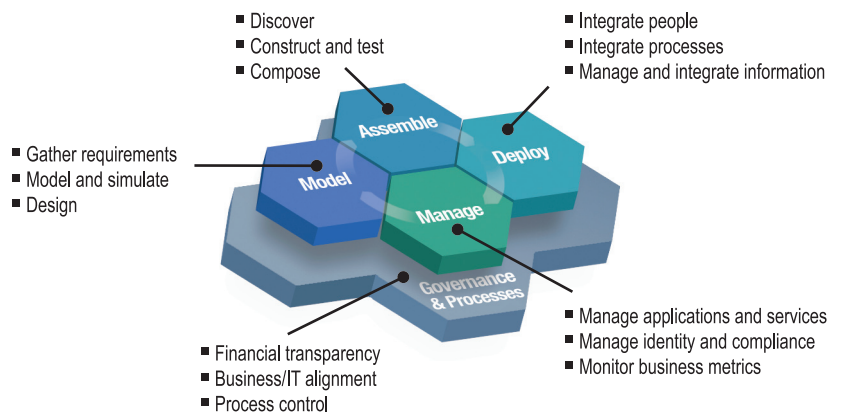 ▪ Discover
▪ Construct and test
▪ Compose
▪ Integrate people
▪ Integrate processes
▪ Manage and integrate information
Assemble
Deploy
▪ Gather requirements
▪ Model and simulate
▪ Design
Model
Manage
Governance
& Processes
▪ Manage applications and services
▪ Manage identity and compliance
▪ Monitor business metrics
▪ Financial transparency
▪ Business/IT alignment
▪ Process control